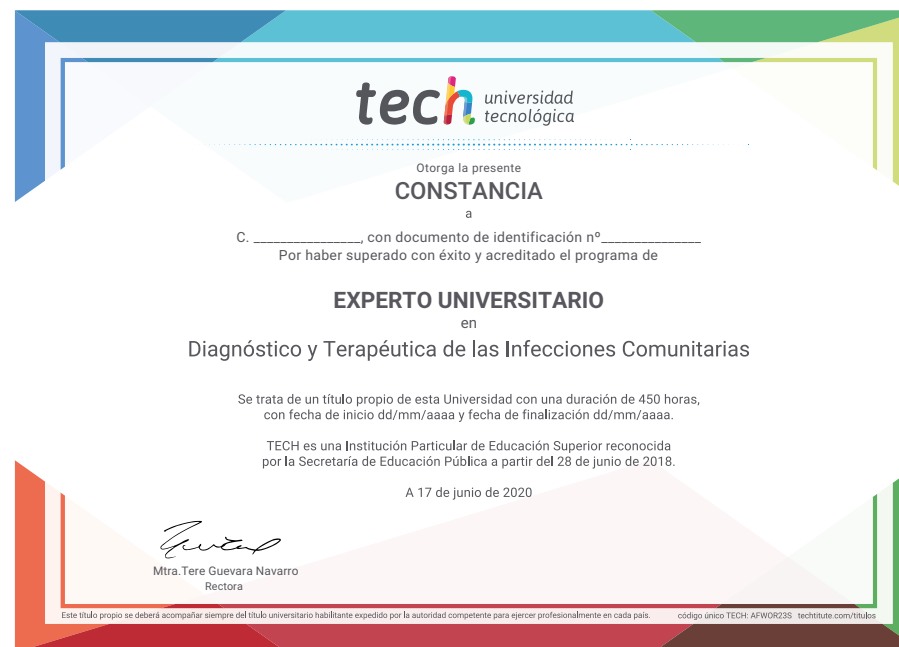 tech universidad
tecnológica
Otorga la presente
CONSTANCIA
a
C. ________________, con documento de identificación nº_______________
Por haber superado con éxito y acreditado el programa de
EXPERTO UNIVERSITARIO
en
Diagnóstico y Terapéutica de las Infecciones Comunitarias
Se trata de un título propio de esta Universidad con una duración de 450 horas,
con fecha de inicio dd/mm/aaaa y fecha de finalización dd/mm/aaaa.
TECH es una Institución Particular de Educación Superior reconocida
por la Secretaría de Educación Pública a partir del 28 de junio de 2018.
A 17 de junio de 2020
Mtra.Tere Guevara Navarro
Rectora
Este título propio se deberá acompañar siempre del título universitario habilitante expedido por la autoridad competente para ejercer profesionalmente en cada país. código único TECH: AFWOR23S techtitute.com/titulos